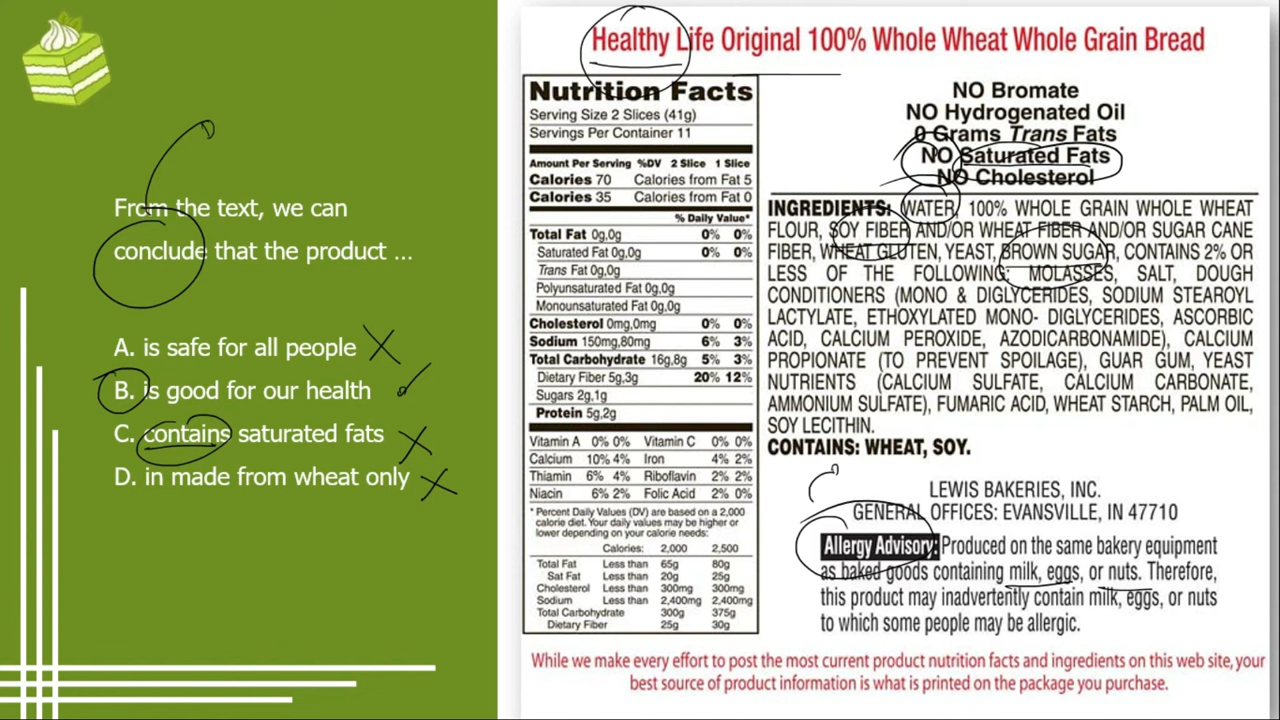 From the text, we can
conclude that the product ...
A. is safe for all people
B. is good for our health
C. contains saturated fats
D. in made from wheat only
Healthy Life Original 100% Whole Wheat Whole Grain Bread
Nutrition Facts
Serving Size 2 Slices (41g)
Servings Per Container 11
Amount Per Serving %DV 2 Slice 1 Slice
Calories 70 Calories from Fat 5
Calories 35 Calories from Fat 0
% Daily Value*
Total Fat 0g,0g 0% 0%
Saturated Fat 0g,0g 0% 0%
Trans Fat 0g,0g
Polyunsaturated Fat 0g,0g
Monounsaturated Fat 0g,0g
Cholesterol 0mg,0mg 0% 0%
Sodium 150mg,80mg 6% 3%
Total Carbohydrate 16g,8g 5% 3%
Dietary Fiber 5g,3g 20% 12%
Sugars 2g,1g
Protein 5g,2g
Vitamin A 0% 0% Vitamin C 0% 0%
Calcium 10% 4% Iron 4% 2%
Thiamin 6% 4% Riboflavin 2% 2%
Niacin 6% 2% Folic Acid 2% 0%
* Percent Daily Values (DV) are based on a 2,000
calorie diet. Your daily values may be higher or
lower depending on your calorie needs:
Calories: 2,000 2,500
Total Fat Less than 65g 80g
Sat Fat Less than 20g 25g
Cholesterol Less than 300mg 300mg
Sodium Less than 2,400mg 2,400mg
Total Carbohydrate 300g 375g
Dietary Fiber 25g 30g
NO Bromate
NO Hydrogenated Oil
0 Grams Trans Fats
NO Saturated Fats
NO Cholesterol
INGREDIENTS: WATER, 100% WHOLE GRAIN WHOLE WHEAT
FLOUR, SOY FIBER AND/OR WHEAT FIBER AND/OR SUGAR CANE
FIBER, WHEAT GLUTEN, YEAST, BROWN SUGAR, CONTAINS 2% OR
LESS OF THE FOLLOWING: MOLASSES, SALT, DOUGH
CONDITIONERS (MONO & DIGLYCERIDES, SODIUM STEAROYL
LACTYLATE, ETHOXYLATED MONO- DIGLYCERIDES, ASCORBIC
ACID, CALCIUM PEROXIDE, AZODICARBONAMIDE), CALCIUM
PROPIONATE (TO PREVENT SPOILAGE), GUAR GUM, YEAST
NUTRIENTS (CALCIUM SULFATE, CALCIUM CARBONATE,
AMMONIUM SULFATE), FUMARIC ACID, WHEAT STARCH, PALM OIL,
SOY LECITHIN.
CONTAINS: WHEAT, SOY.
LEWIS BAKERIES, INC.
GENERAL OFFICES: EVANSVILLE, IN 47710
Allergy Advisory: Produced on the same bakery equipment
as baked goods containing milk, eggs, or nuts. Therefore,
this product may inadvertently contain milk, eggs, or nuts
to which some people may be allergic.
While we make every effort to post the most current product nutrition facts and ingredients on this web site, your
best source of product information is what is printed on the package you purchase.